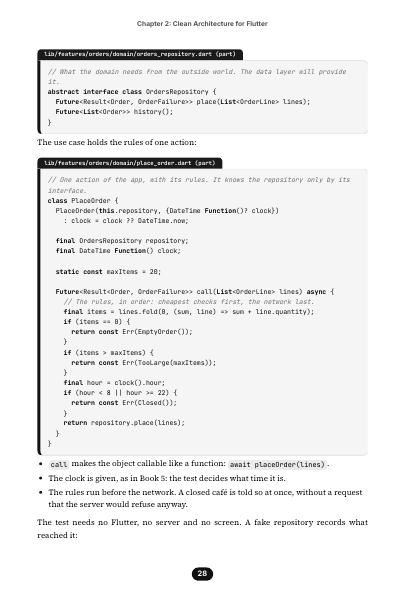 Chapter 2: Clean Architecture for Flutter
lib/features/orders/domain/orders_repository.dart (part)
// What the domain needs from the outside world. The data layer will provide
it.
abstract interface class OrdersRepository {
  Future<Result<Order, OrderFailure>> place(List<OrderLine> lines);
  Future<List<Order>> history();
}
The use case holds the rules of one action:
lib/features/orders/domain/place_order.dart (part)
// One action of the app, with its rules. It knows the repository only by its
interface.
class PlaceOrder {
  PlaceOrder(this.repository, {DateTime Function()? clock})
    : clock = clock ?? DateTime.now;
  final OrdersRepository repository;
  final DateTime Function() clock;
  static const maxItems = 20;
  Future<Result<Order, OrderFailure>> call(List<OrderLine> lines) async {
    // The rules, in order: cheapest checks first, the network last.
    final items = lines.fold(0, (sum, line) => sum + line.quantity);
    if (items == 0) {
      return const Err(EmptyOrder());
    }
    if (items > maxItems) {
      return const Err(TooLarge(maxItems));
    }
    final hour = clock().hour;
    if (hour < 8 || hour >= 22) {
      return const Err(Closed());
    }
    return repository.place(lines);
  }
}
• call makes the object callable like a function: await placeOrder(lines).
• The clock is given, as in Book 5: the test decides what time it is.
• The rules run before the network. A closed café is told so at once, without a request
that the server would refuse anyway.
The test needs no Flutter, no server and no screen. A fake repository records what
reached it:
28